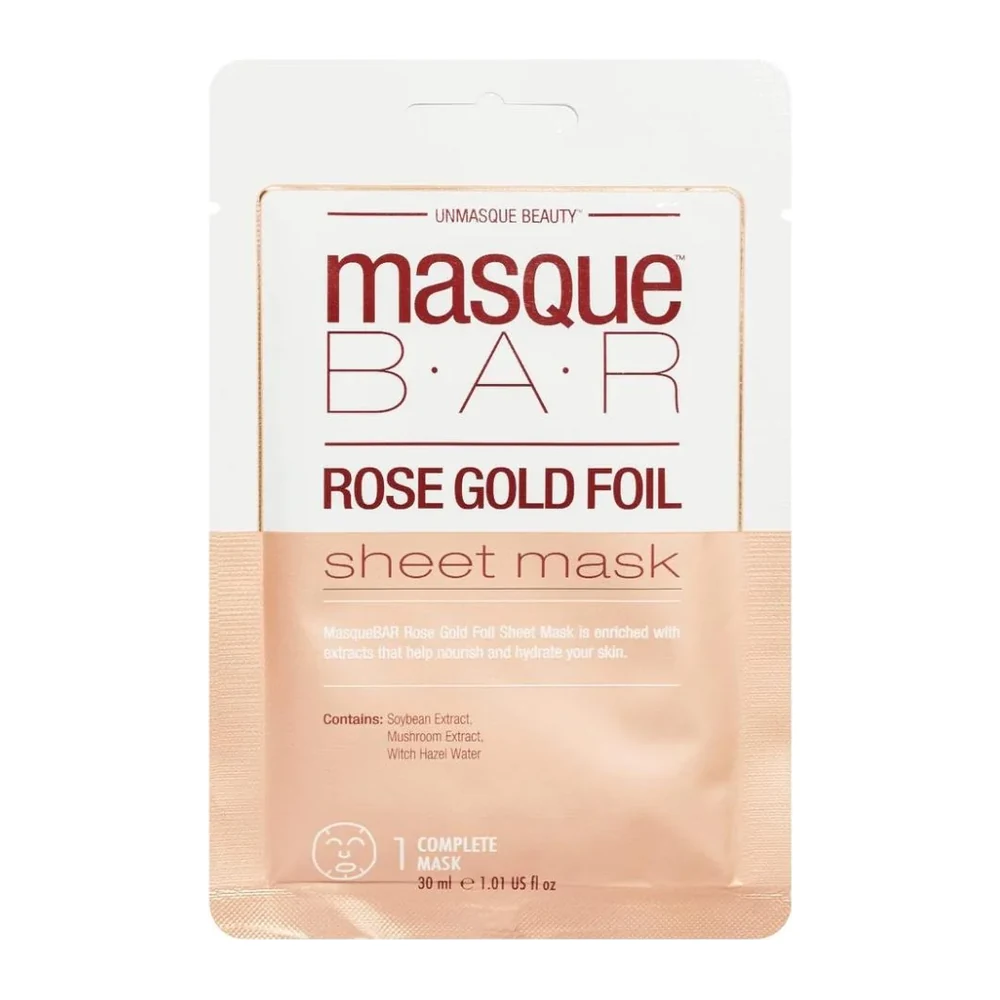 UNMASQUE BEAUTY™
masque™
B·A·R
ROSE GOLD FOIL
sheet mask
MasqueBAR Rose Gold Foil Sheet Mask is enriched with
extracts that help nourish and hydrate your skin.
Contains: Soybean Extract,
Mushroom Extract,
Witch Hazel Water
1 COMPLETE
MASK
30 ml ℮ 1.01 US fl oz